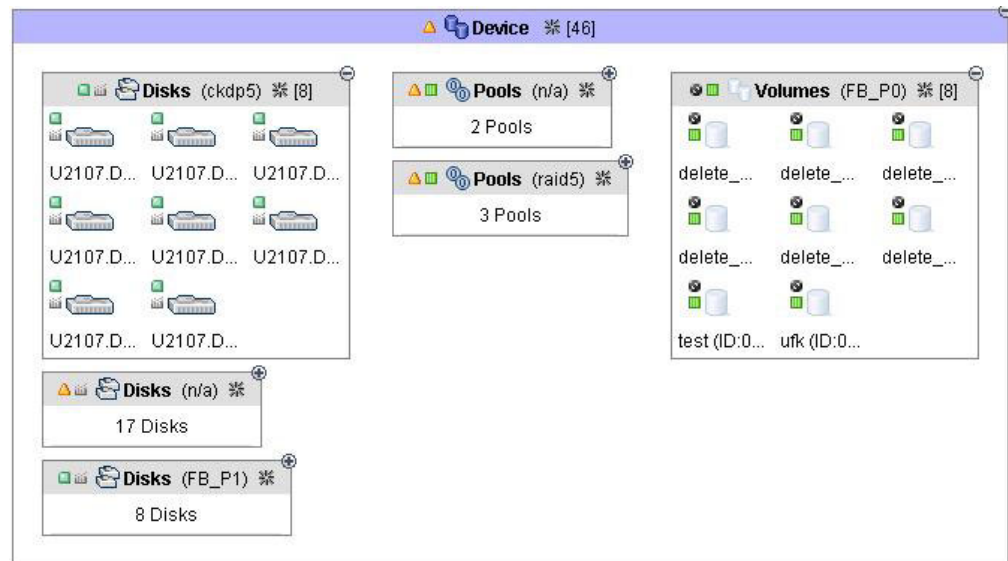 Device [46]
Disks (ckdp5) [8]
U2107.D... U2107.D... U2107.D...
U2107.D... U2107.D... U2107.D...
U2107.D... U2107.D...
Disks (n/a)
17 Disks
Disks (FB_P1)
8 Disks
Pools (n/a)
2 Pools
Pools (raid5)
3 Pools
Volumes (FB_P0) [8]
delete_... delete_... delete_...
delete_... delete_... delete_...
test (ID:0... ufk (ID:0...